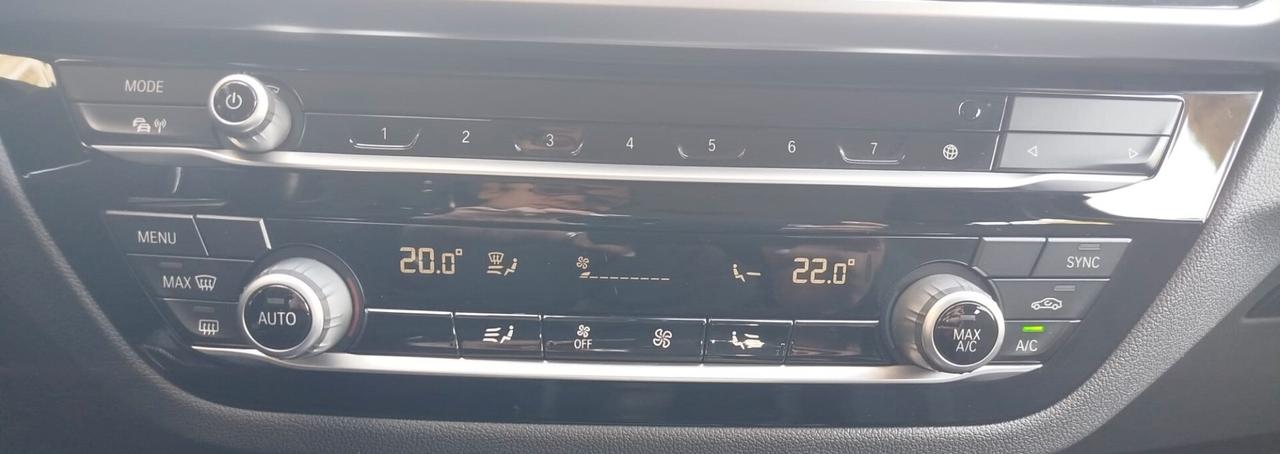 MODE
1 2 3 4 5 6 7
MENU
20.0°
22.0°
SYNC
MAX
AUTO
OFF
MAX
A/C
A/C